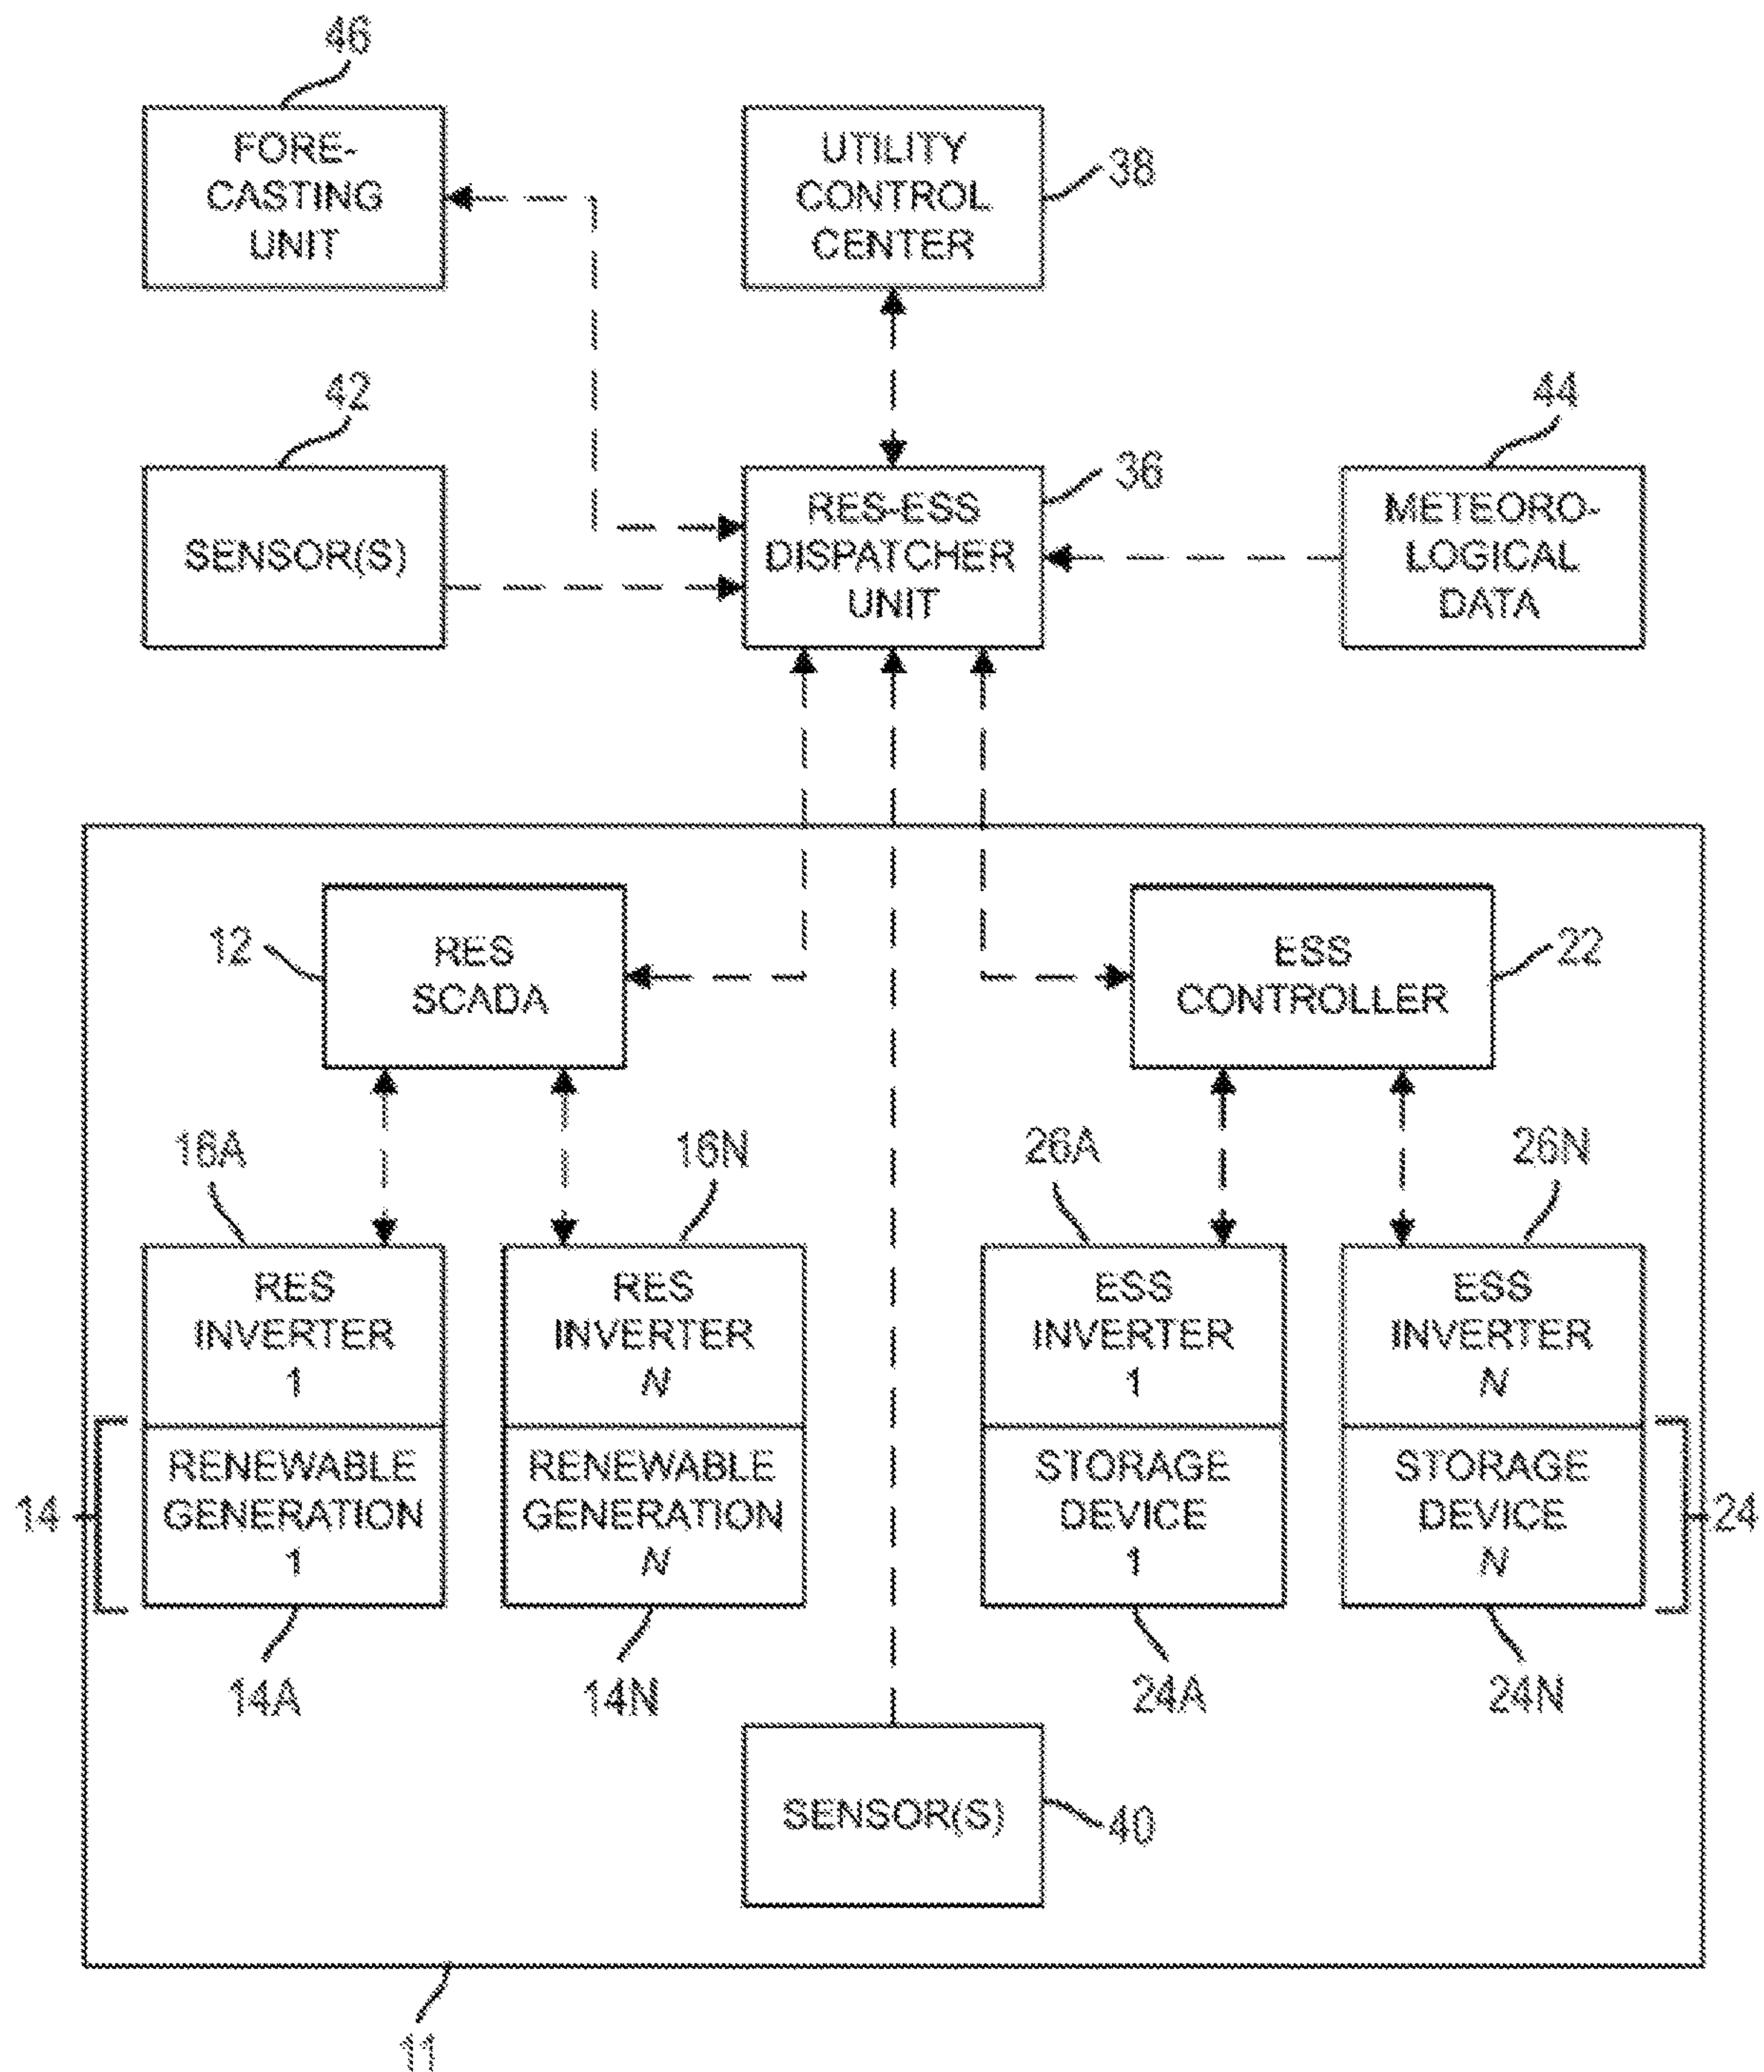 46
FORE-
CASTING
UNIT
UTILITY
CONTROL
CENTER
38
42
SENSOR(S)
RES-ESS
DISPATCHER
UNIT
36
44
METEORO-
LOGICAL
DATA
12
RES
SCADA
ESS
CONTROLLER
22
16A
16N
26A
26N
RES
INVERTER
1
RES
INVERTER
N
ESS
INVERTER
1
ESS
INVERTER
N
14
RENEWABLE
GENERATION
1
RENEWABLE
GENERATION
N
STORAGE
DEVICE
1
STORAGE
DEVICE
N
24
14A
14N
24A
24N
SENSOR(S)
40
11